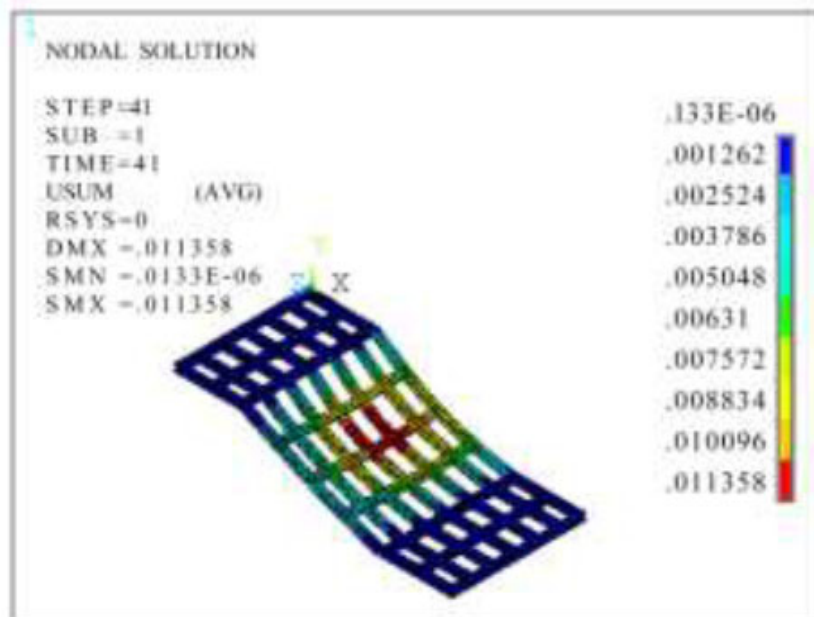 NODAL SOLUTION
STEP=41
SUB =1
TIME=41
USUM (AVG)
RSYS=0
DMX =.011358
SMN =.0133E-06
SMX =.011358
Y
Z X
.133E-06
.001262
.002524
.003786
.005048
.00631
.007572
.008834
.010096
.011358